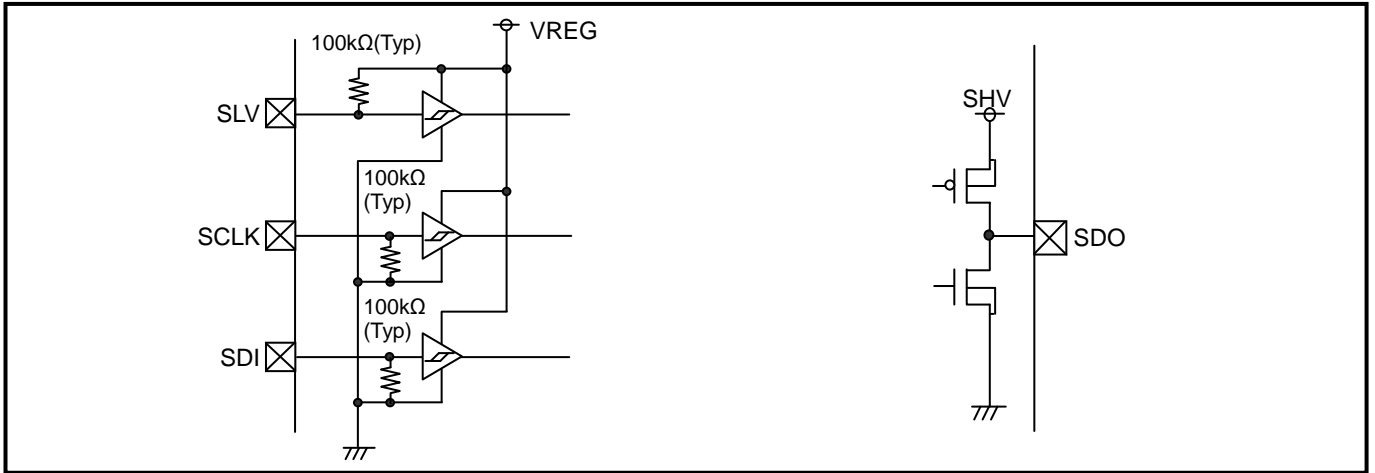 VREG
100kΩ(Typ)
SLV
100kΩ
(Typ)
SCLK
100kΩ
(Typ)
SDI
SHV
SDO